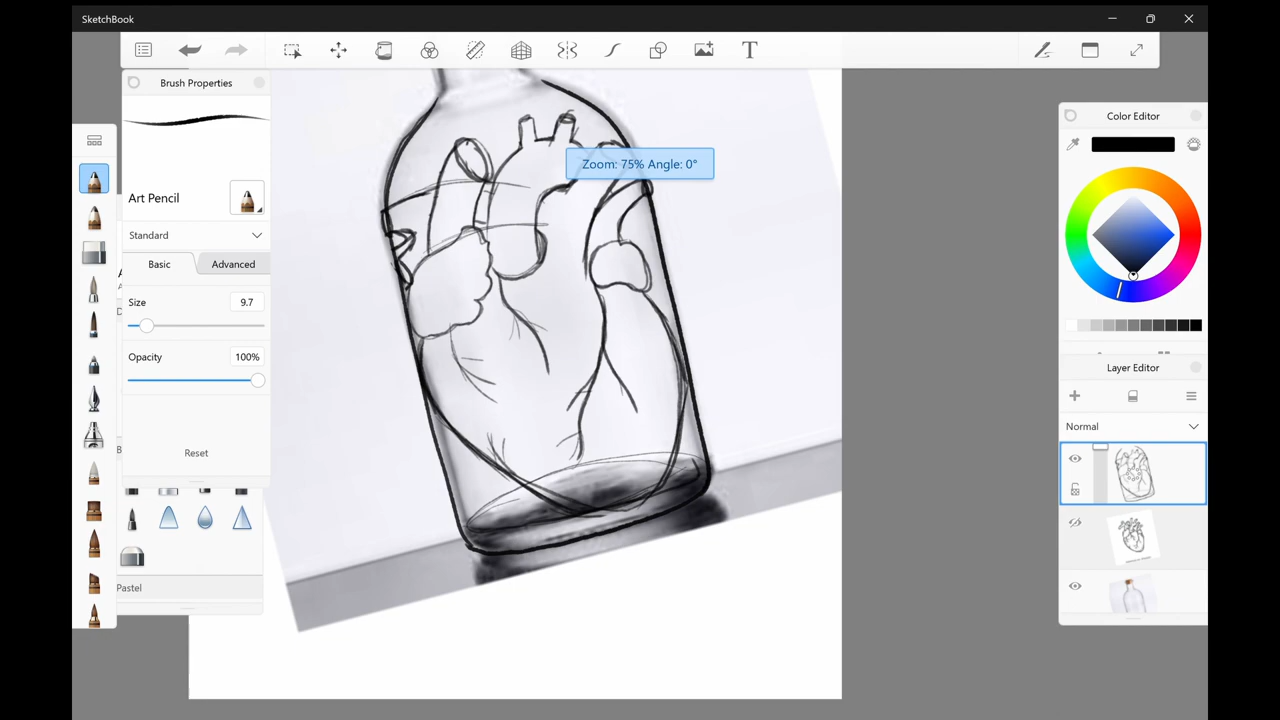 SketchBook
T
Brush Properties
Zoom: 75% Angle: 0°
Art Pencil
Standard
Basic
Advanced
Size
9.7
Opacity
100%
Reset
Pastel
Color Editor
Layer Editor
Normal